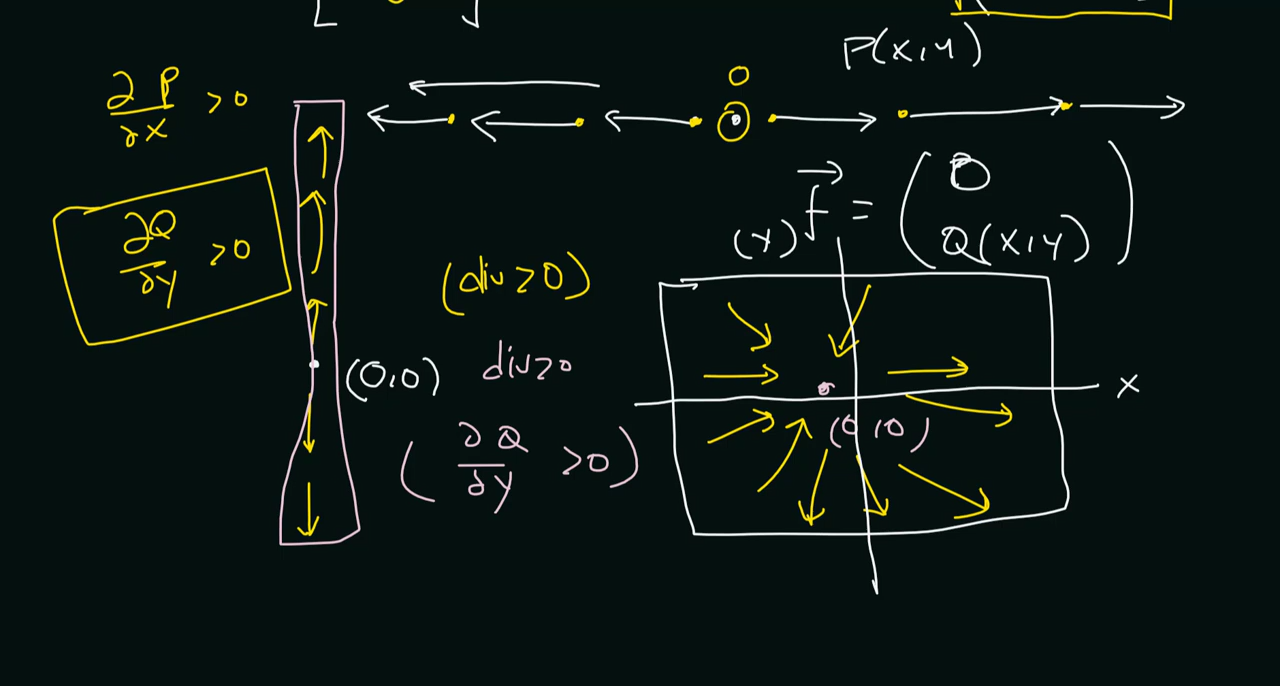 P(x,y)
0
∂P/∂x >0
f⃗ = ( 0
Q(x,y) )
∂Q/∂y >0
(y)
(div>0)
(0,0) div>0
x
(∂Q/∂y >0)
(0,0)